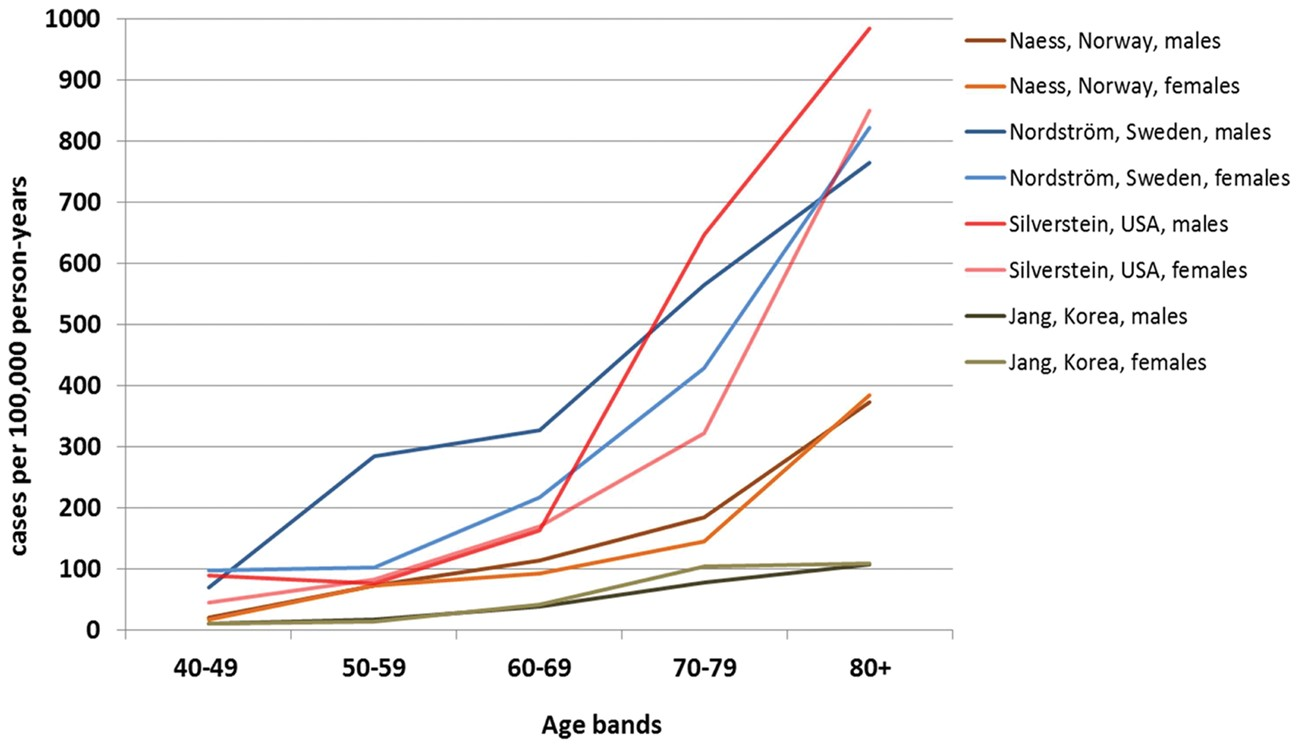 1000
900
800
700
600
500
400
300
200
100
0
cases per 100,000 person-years
40-49 50-59 60-69 70-79 80+
Age bands
Naess, Norway, males
Naess, Norway, females
Nordström, Sweden, males
Nordström, Sweden, females
Silverstein, USA, males
Silverstein, USA, females
Jang, Korea, males
Jang, Korea, females